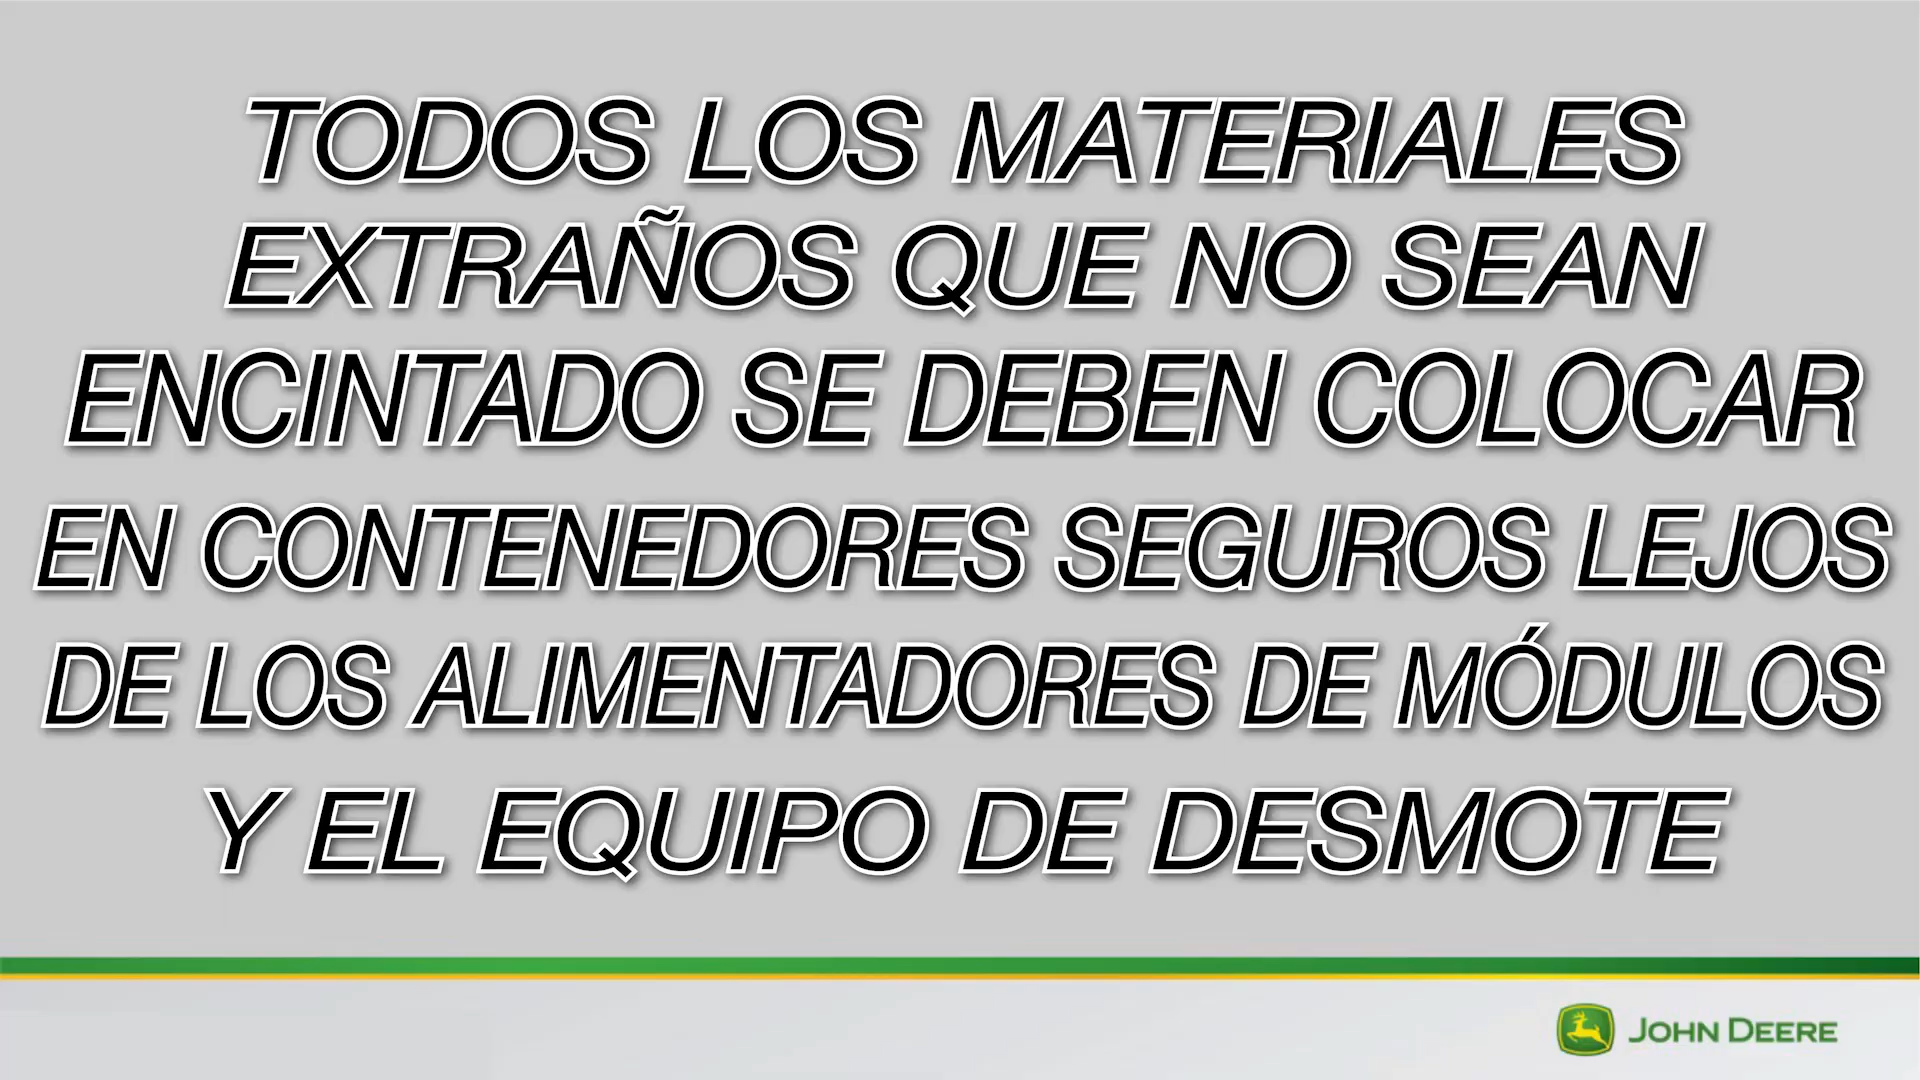 TODOS LOS MATERIALES
EXTRAÑOS QUE NO SEAN
ENCINTADO SE DEBEN COLOCAR
EN CONTENEDORES SEGUROS LEJOS
DE LOS ALIMENTADORES DE MÓDULOS
Y EL EQUIPO DE DESMOTE
JOHN DEERE